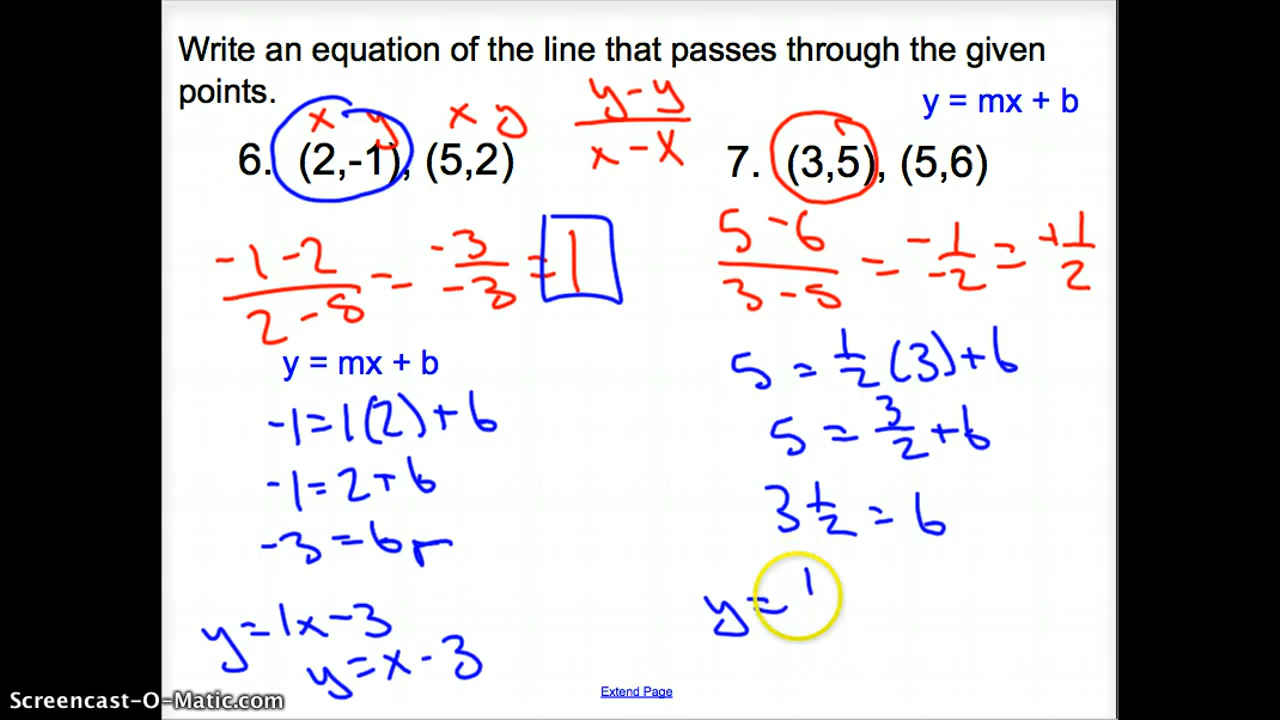 Write an equation of the line that passes through the given
points.
y = mx + b
x y x y
y - y
x - x
6. (2,-1), (5,2)
7. (3,5), (5,6)
-1 - 2 / 2 - 5 = -3 / -3 = 1
5 - 6 / 3 - 5 = -1 / -2 = +1 / 2
y = mx + b
-1 = 1(2) + b
-1 = 2 + b
-3 = b
y = 1x - 3
y = x - 3
5 = 1/2 (3) + b
5 = 3/2 + b
3 1/2 = b
y = 1
Extend Page
Screencast-O-Matic.com